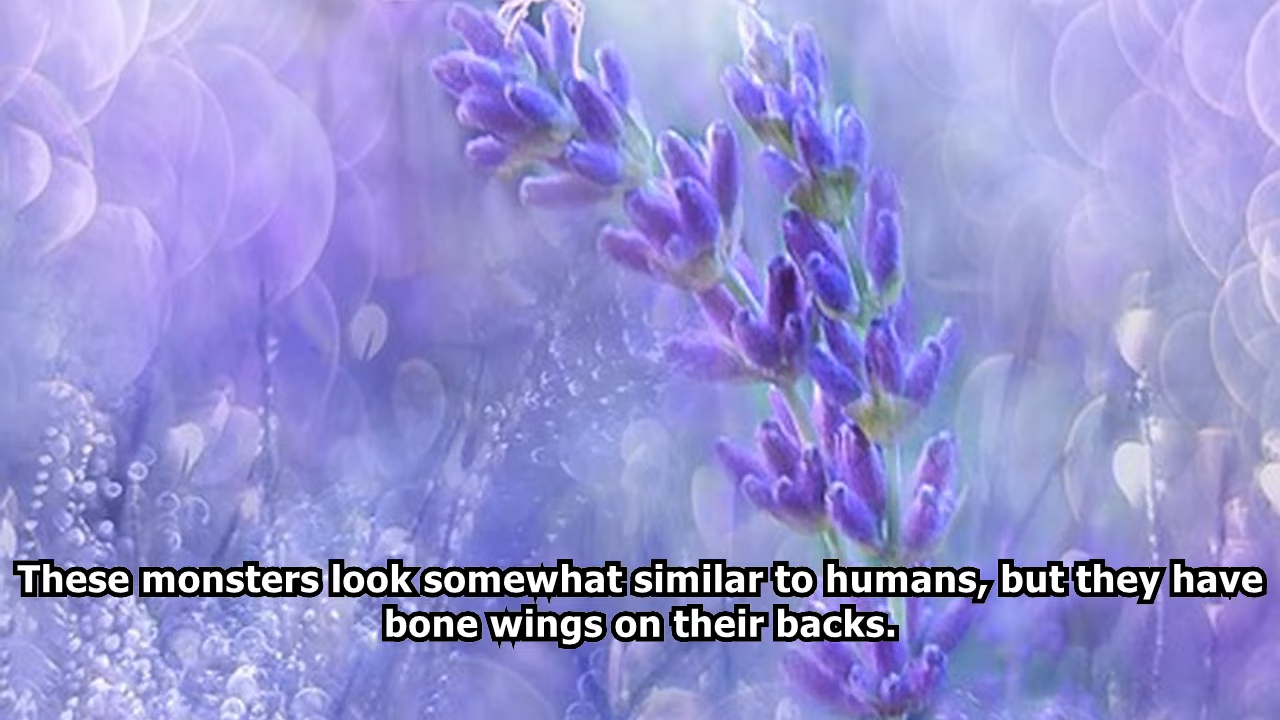 These monsters look somewhat similar to humans, but they have
bone wings on their backs.